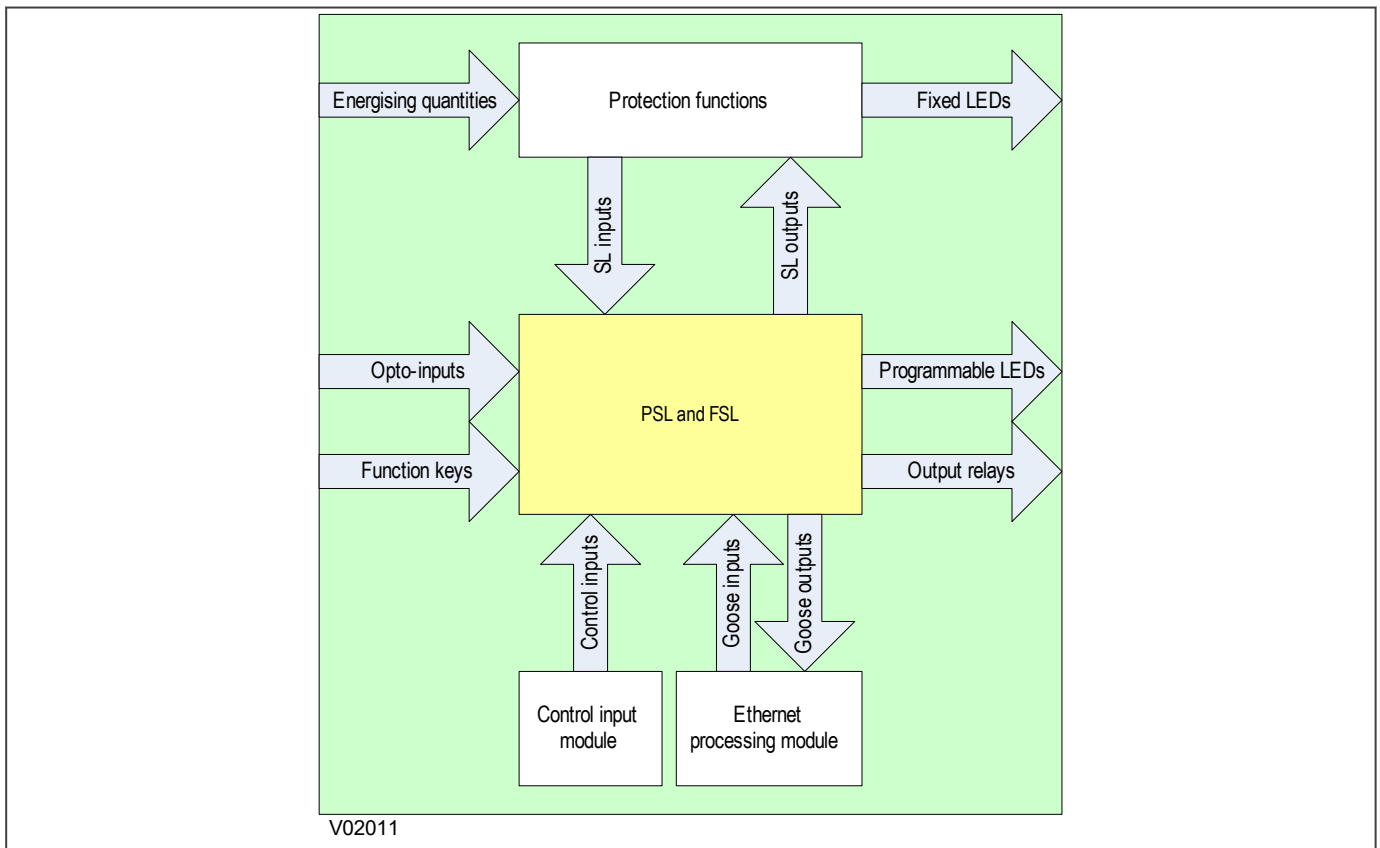 Energising quantities
Protection functions
Fixed LEDs
SL inputs
SL outputs
Opto-inputs
Programmable LEDs
PSL and FSL
Function keys
Output relays
Control inputs
Goose inputs
Goose outputs
Control input
module
Ethernet
processing module
V02011